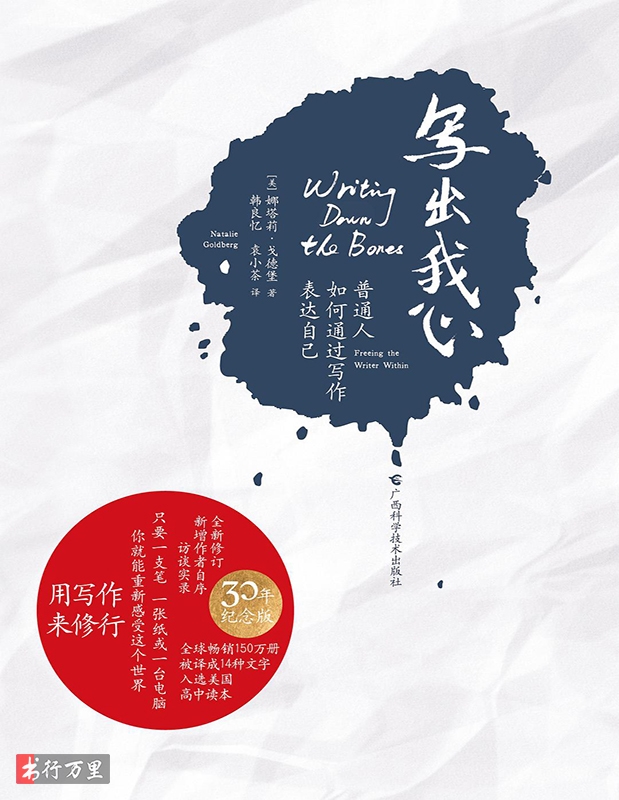 写出我心
Writing
Down
the Bones
普通人
如何通过写作
表达自己
Freeing the
Writer Within
[美] 娜塔莉·戈德堡 著
韩良忆 袁小茶 译
Natalie
Goldberg
广西科学技术出版社
全新修订
新增作者自序
访谈实录
30年
纪念版
只要一支笔 一张纸或一台电脑
你就能重新感受这个世界
用写作
来修行
全球畅销150万册
被译成14种文字
入选美国
高中读本
书行万里